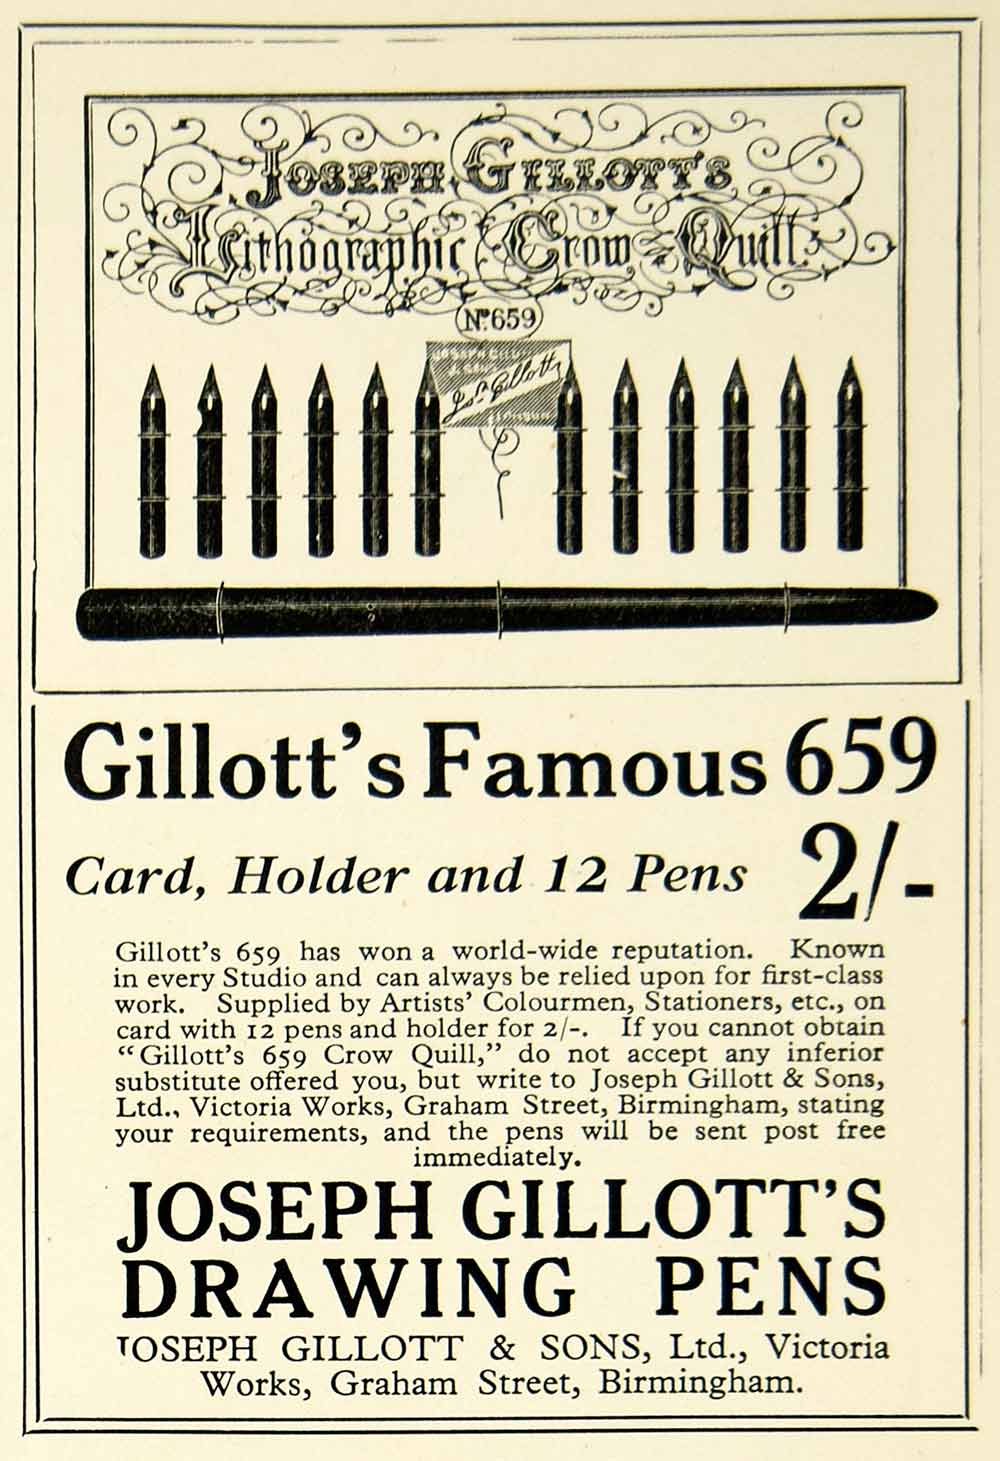 JOSEPH GILLOTT'S
Lithographic Crow Quill.
No. 659
Josh. Gillott
LONDON
Gillott's Famous 659
Card, Holder and 12 Pens 2/-
Gillott's 659 has won a world-wide reputation. Known
in every Studio and can always be relied upon for first-class
work. Supplied by Artists' Colourmen, Stationers, etc., on
card with 12 pens and holder for 2/-. If you cannot obtain
"Gillott's 659 Crow Quill," do not accept any inferior
substitute offered you, but write to Joseph Gillott & Sons,
Ltd., Victoria Works, Graham Street, Birmingham, stating
your requirements, and the pens will be sent post free
immediately.
JOSEPH GILLOTT'S
DRAWING PENS
JOSEPH GILLOTT & SONS, Ltd., Victoria
Works, Graham Street, Birmingham.